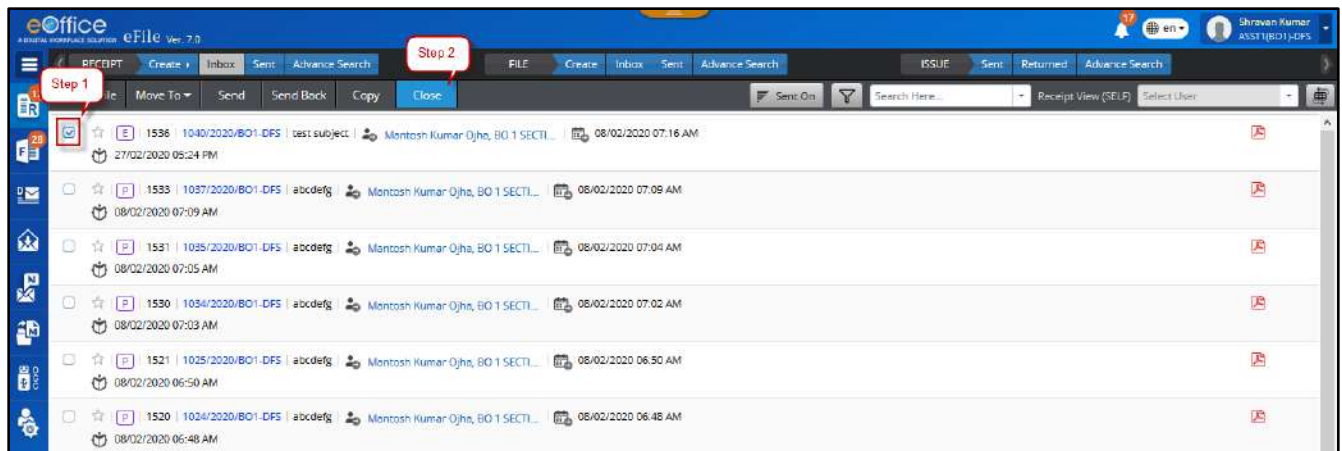 eOffice
A DIGITAL WORKPLACE SOLUTION eFile Ver. 7.0
17
en
Shravan Kumar
ASST1(BO1)-DFS
RECEIPT Create Inbox Sent Advance Search FILE Create Inbox Sent Advance Search ISSUE Sent Returned Advance Search
Step 1
Step 2
Move To Send Send Back Copy Close Sent On Search Here... Receipt View (SELF) Select User
E 1536 | 1040/2020/BO1-DFS | test subject | Mantosh Kumar Ojha, BO 1 SECTI... | 08/02/2020 07:16 AM
27/02/2020 05:24 PM
28
P 1533 | 1037/2020/BO1-DFS | abcdefg | Mantosh Kumar Ojha, BO 1 SECTI... | 08/02/2020 07:09 AM
08/02/2020 07:09 AM
P 1531 | 1035/2020/BO1-DFS | abcdefg | Mantosh Kumar Ojha, BO 1 SECTI... | 08/02/2020 07:04 AM
08/02/2020 07:05 AM
P 1530 | 1034/2020/BO1-DFS | abcdefg | Mantosh Kumar Ojha, BO 1 SECTI... | 08/02/2020 07:02 AM
08/02/2020 07:03 AM
P 1521 | 1025/2020/BO1-DFS | abcdefg | Mantosh Kumar Ojha, BO 1 SECTI... | 08/02/2020 06:50 AM
08/02/2020 06:50 AM
P 1520 | 1024/2020/BO1-DFS | abcdefg | Mantosh Kumar Ojha, BO 1 SECTI... | 08/02/2020 06:48 AM
08/02/2020 06:48 AM